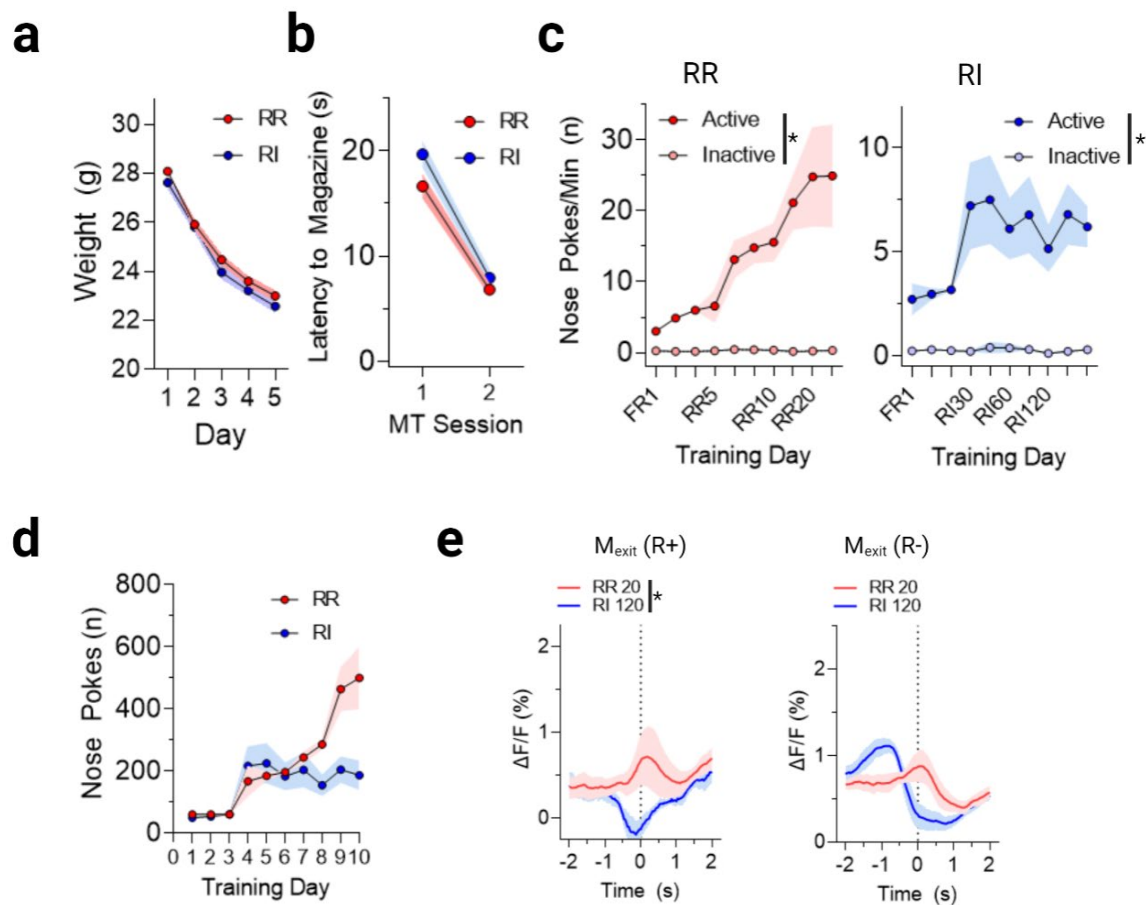 a
Weight (g)
30
28
26
24
22
20
RR
RI
1 2 3 4 5
Day
b
Latency to Magazine (s)
20
10
0
RR
RI
1 2
MT Session
c
RR
Nose Pokes/Min (n)
30
20
10
0
Active
Inactive
*
FR1 RR5 RR10 RR20
Training Day
RI
10
5
0
Active
Inactive
*
FR1 RI30 RI60 RI120
Training Day
d
Nose Pokes (n)
800
600
400
200
0
RR
RI
0 1 2 3 4 5 6 7 8 9 10
Training Day
e
Mexit (R+)
RR 20
RI 120
*
ΔF/F (%)
2
1
0
-2 -1 0 1 2
Time (s)
Mexit (R-)
RR 20
RI 120
ΔF/F (%)
2
1
0
-2 -1 0 1 2
Time (s)